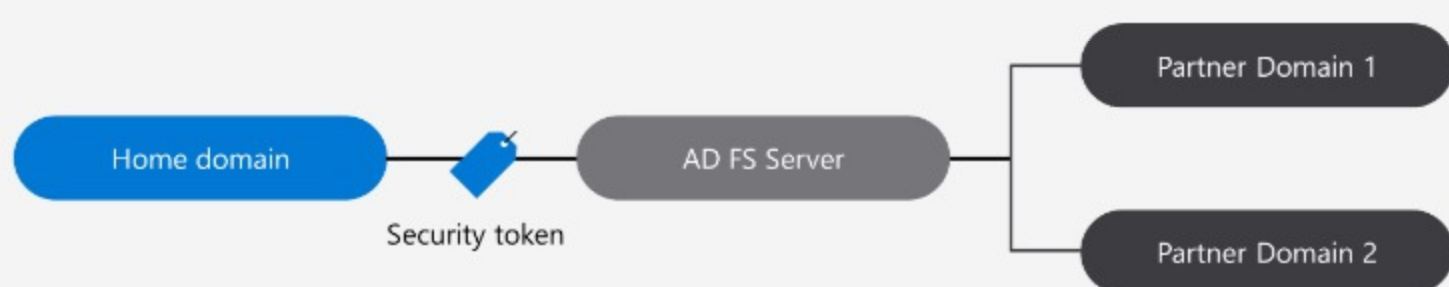 Partner Domain 1
Home domain
AD FS Server
Security token
Partner Domain 2